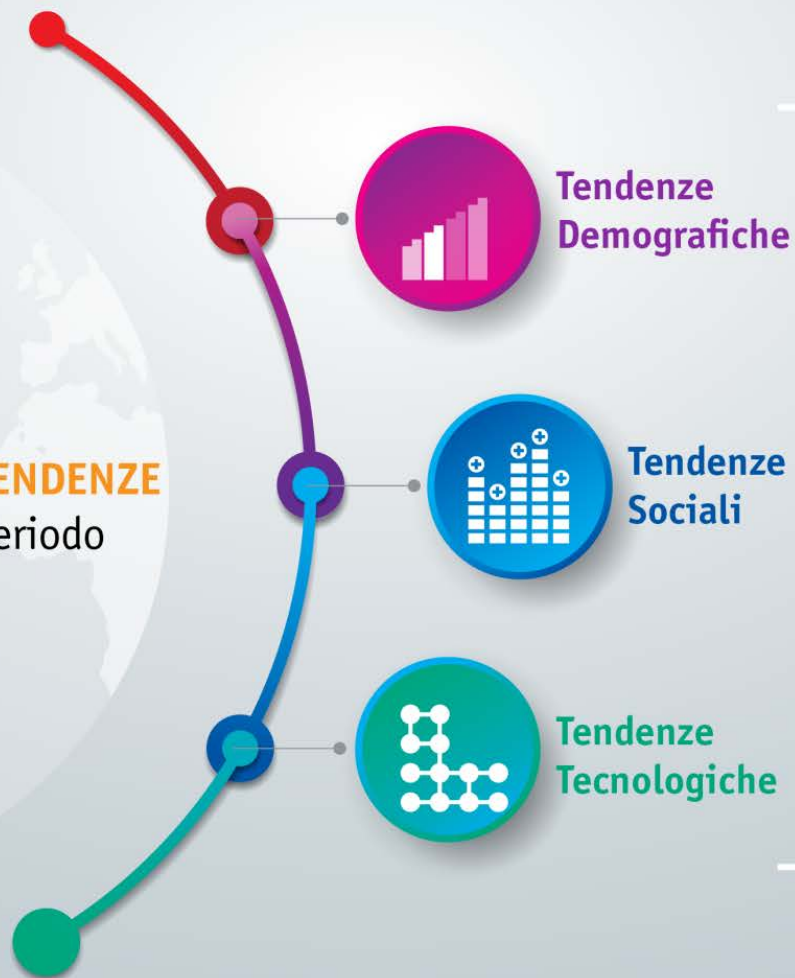 Tendenze
Demografiche
ENDENZE
eriodo
Tendenze
Sociali
Tendenze
Tecnologiche